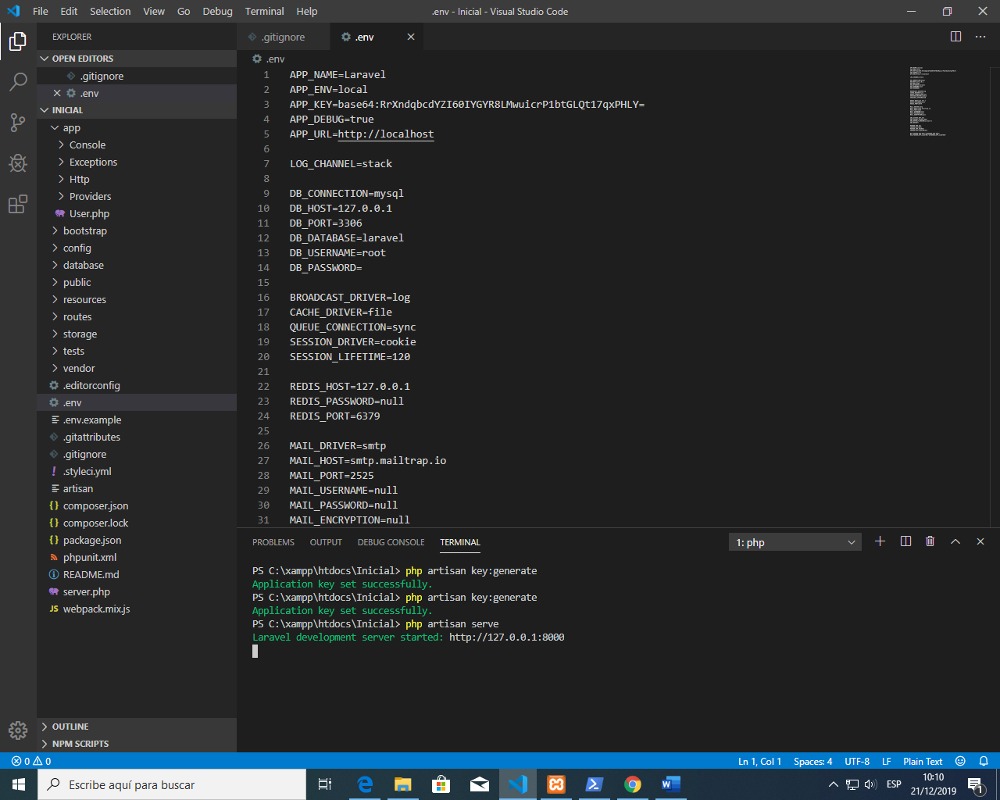 File Edit Selection View Go Debug Terminal Help
.env - Inicial - Visual Studio Code
EXPLORER
OPEN EDITORS
.gitignore
.env
INICIAL
app
Console
Exceptions
Http
Providers
User.php
bootstrap
config
database
public
resources
routes
storage
tests
vendor
.editorconfig
.env
.env.example
.gitattributes
.gitignore
.styleci.yml
artisan
composer.json
composer.lock
package.json
phpunit.xml
README.md
server.php
JS webpack.mix.js
OUTLINE
NPM SCRIPTS
.gitignore .env
.env
1 APP_NAME=Laravel
2 APP_ENV=local
3 APP_KEY=base64:RrXndqbcdYZI60IYGYR8LMwuicrP1btGLQt17qxPHLY=
4 APP_DEBUG=true
5 APP_URL=http://localhost
6
7 LOG_CHANNEL=stack
8
9 DB_CONNECTION=mysql
10 DB_HOST=127.0.0.1
11 DB_PORT=3306
12 DB_DATABASE=laravel
13 DB_USERNAME=root
14 DB_PASSWORD=
15
16 BROADCAST_DRIVER=log
17 CACHE_DRIVER=file
18 QUEUE_CONNECTION=sync
19 SESSION_DRIVER=cookie
20 SESSION_LIFETIME=120
21
22 REDIS_HOST=127.0.0.1
23 REDIS_PASSWORD=null
24 REDIS_PORT=6379
25
26 MAIL_DRIVER=smtp
27 MAIL_HOST=smtp.mailtrap.io
28 MAIL_PORT=2525
29 MAIL_USERNAME=null
30 MAIL_PASSWORD=null
31 MAIL_ENCRYPTION=null
PROBLEMS OUTPUT DEBUG CONSOLE TERMINAL
1: php
PS C:\xampp\htdocs\Inicial> php artisan key:generate
Application key set successfully.
PS C:\xampp\htdocs\Inicial> php artisan key:generate
Application key set successfully.
PS C:\xampp\htdocs\Inicial> php artisan serve
Laravel development server started: http://127.0.0.1:8000
0 0
Ln 1, Col 1 Spaces: 4 UTF-8 LF Plain Text
Escribe aquí para buscar
ESP
10:10
21/12/2019
1